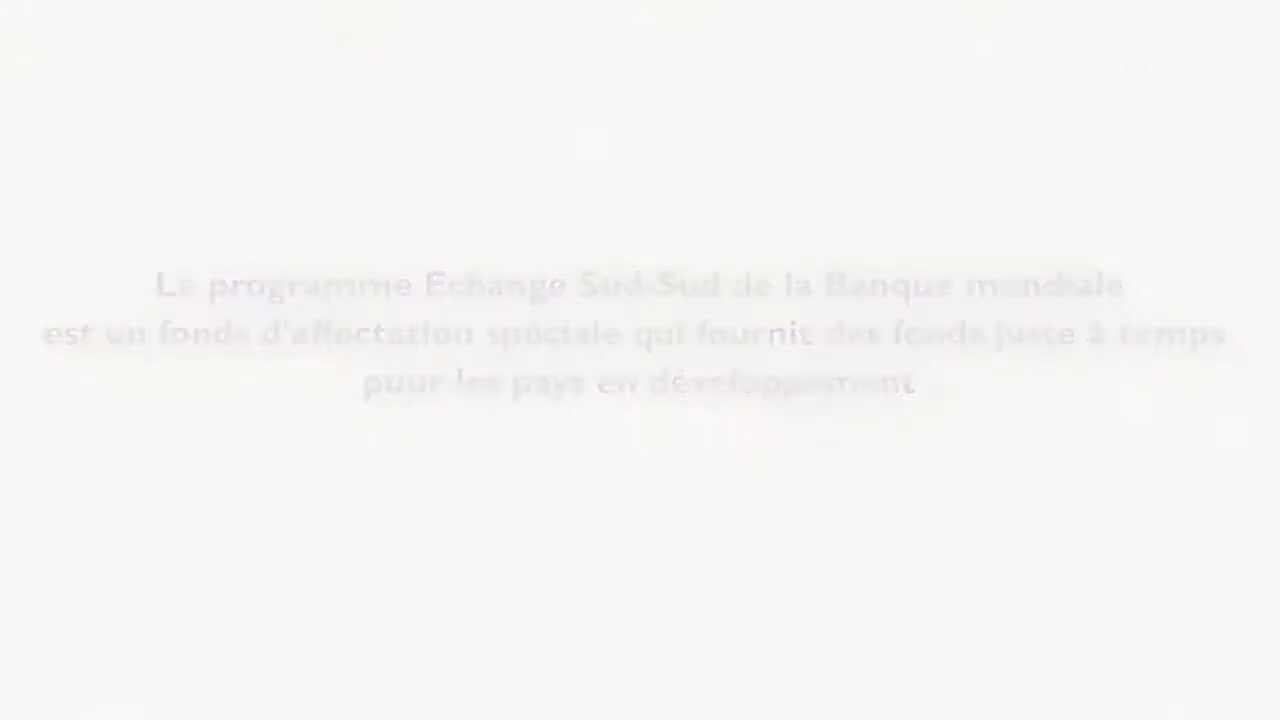 Le programme Echange Sud-Sud de la Banque mondiale
est un fonds d'affectation spéciale qui fournit des fonds juste à temps
pour les pays en développement